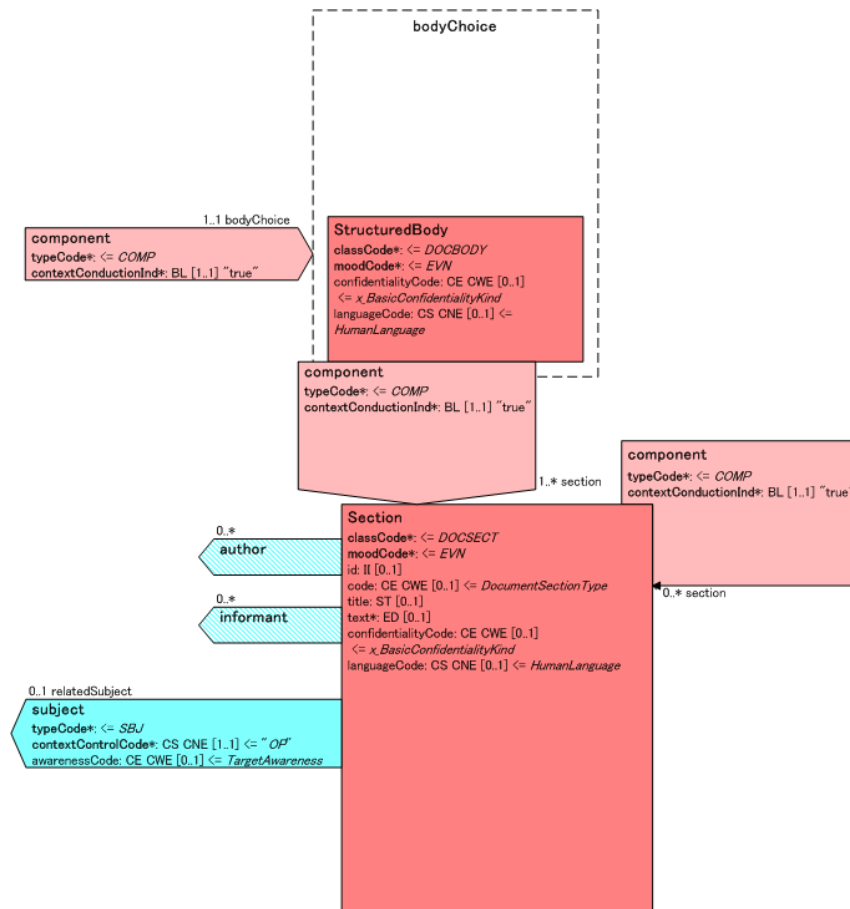 bodyChoice
1..1 bodyChoice
component
typeCode*: <= COMP
contextConductionInd*: BL [1..1] "true"
StructuredBody
classCode*: <= DOCBODY
moodCode*: <= EVN
confidentialityCode: CE CWE [0..1]
<= x_BasicConfidentialityKind
languageCode: CS CNE [0..1] <=
HumanLanguage
component
typeCode*: <= COMP
contextConductionInd*: BL [1..1] "true"
1..* section
component
typeCode*: <= COMP
contextConductionInd*: BL [1..1] "true"
0..* section
Section
classCode*: <= DOCSECT
moodCode*: <= EVN
id: II [0..1]
code: CE CWE [0..1] <= DocumentSectionType
title: ST [0..1]
text*: ED [0..1]
confidentialityCode: CE CWE [0..1]
<= x_BasicConfidentialityKind
languageCode: CS CNE [0..1] <= HumanLanguage
0..*
author
0..*
informant
0..1 relatedSubject
subject
typeCode*: <= SBJ
contextControlCode*: CS CNE [1..1] <= "OP"
awarenessCode: CE CWE [0..1] <= TargetAwareness